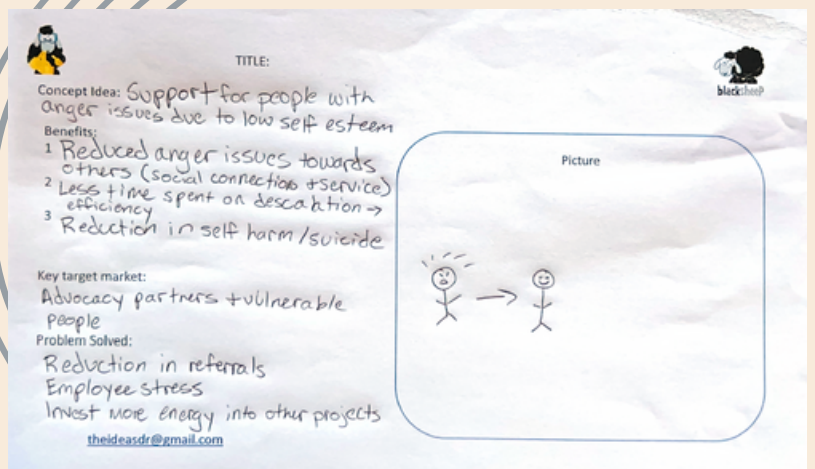 TITLE:
blacksheeP
Concept Idea: Support for people with
anger issues due to low self esteem
Benefits:
1 Reduced anger issues towards
others (social connection + service)
2 Less time spent on descalation →
efficiency
3 Reduction in self harm/suicide
Picture
Key target market:
Advocacy partners + vulnerable
people
Problem Solved:
Reduction in referrals
Employee stress
Invest more energy into other projects
theideasdr@gmail.com